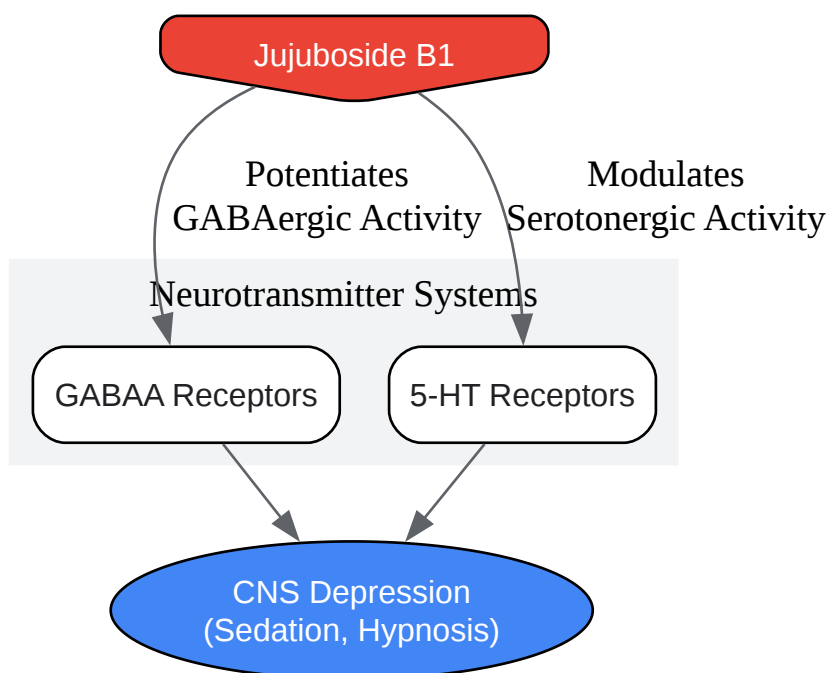 Jujuboside B1
Potentiates
GABAergic Activity
Modulates
Serotonergic Activity
Neurotransmitter Systems
GABAA Receptors
5-HT Receptors
CNS Depression
(Sedation, Hypnosis)